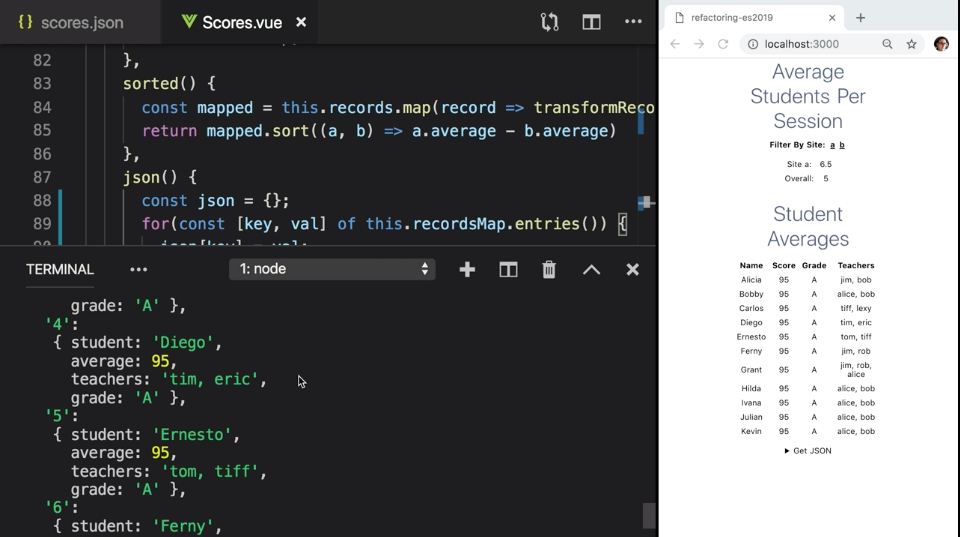 {} scores.json
Scores.vue ×
82 },
83 sorted() {
84 const mapped = this.records.map(record => transformReco
85 return mapped.sort((a, b) => a.average - b.average)
86 },
87 json() {
88 const json = {};
89 for(const [key, val] of this.recordsMap.entries()) {
TERMINAL
1: node
grade: 'A' },
'4':
{ student: 'Diego',
average: 95,
teachers: 'tim, eric',
grade: 'A' },
'5':
{ student: 'Ernesto',
average: 95,
teachers: 'tom, tiff',
grade: 'A' },
'6':
{ student: 'Ferny',
refactoring-es2019
localhost:3000
Average
Students Per
Session
Filter By Site: a b
Site a: 6.5
Overall: 5
Student
Averages
Name Score Grade Teachers
Alicia 95 A jim, bob
Bobby 95 A alice, bob
Carlos 95 A tiff, lexy
Diego 95 A tim, eric
Ernesto 95 A tom, tiff
Ferny 95 A jim, rob
Grant 95 A jim, rob,
alice
Hilda 95 A alice, bob
Ivana 95 A alice, bob
Julian 95 A alice, bob
Kevin 95 A alice, bob
▶ Get JSON